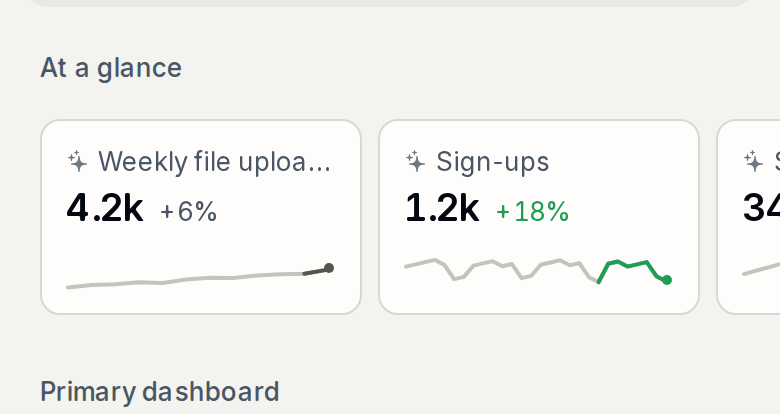 At a glance
Weekly file uploa...
Sign-ups
4.2k +6%
1.2k +18%
Primary dashboard